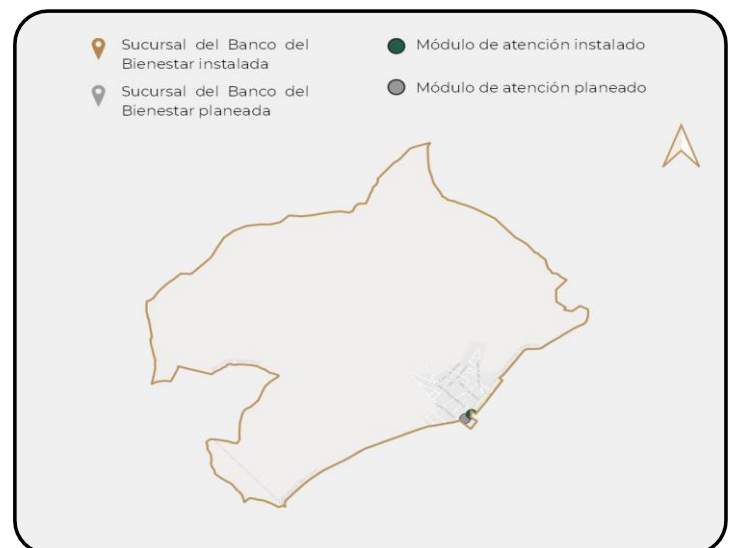 Sucursal del Banco del
Bienestar instalada
Sucursal del Banco del
Bienestar planeada
Módulo de atención instalado
Módulo de atención planeado